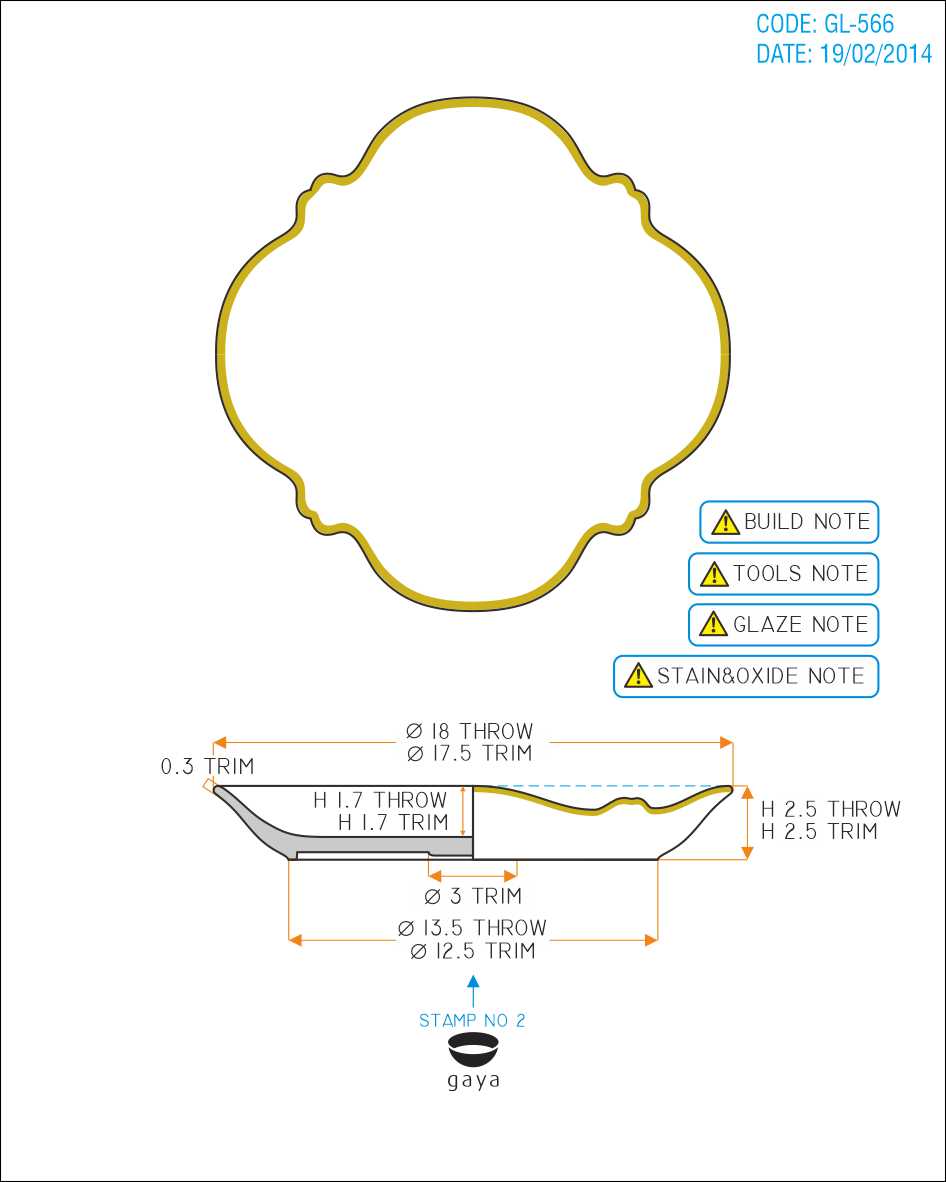 CODE: GL-566
DATE: 19/02/2014
BUILD NOTE
TOOLS NOTE
GLAZE NOTE
STAIN&OXIDE NOTE
Ø 18 THROW
Ø 17.5 TRIM
0.3 TRIM
H 1.7 THROW
H 1.7 TRIM
H 2.5 THROW
H 2.5 TRIM
Ø 3 TRIM
Ø 13.5 THROW
Ø 12.5 TRIM
STAMP NO 2
gaya